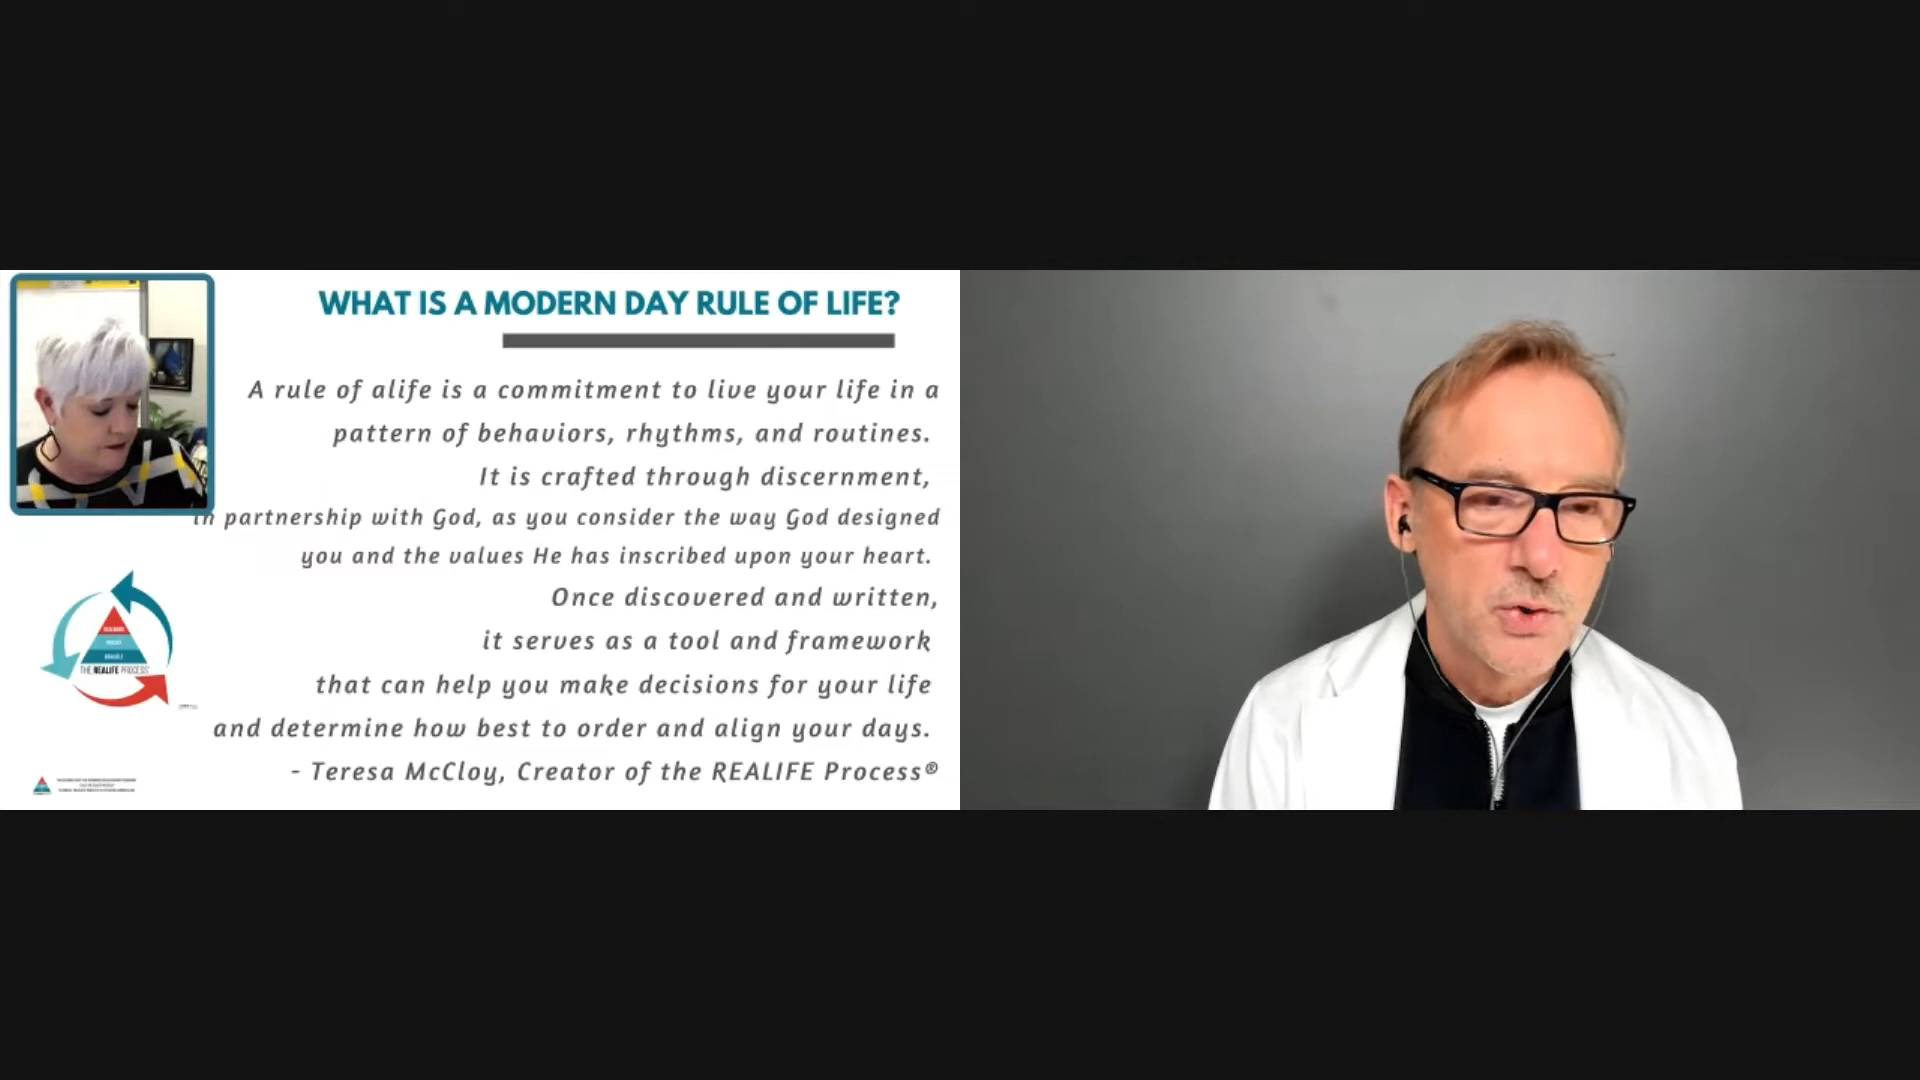 WHAT IS A MODERN DAY RULE OF LIFE?
A rule of alife is a commitment to live your life in a
pattern of behaviors, rhythms, and routines.
It is crafted through discernment,
in partnership with God, as you consider the way God designed
you and the values He has inscribed upon your heart.
Once discovered and written,
it serves as a tool and framework
that can help you make decisions for your life
and determine how best to order and align your days.
- Teresa McCloy, Creator of the REALIFE Process®
THE REALIFE PROCESS